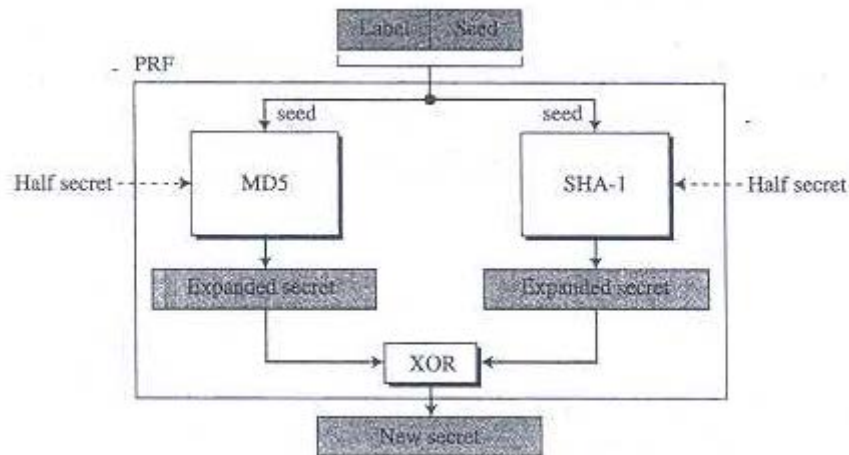 Label Seed
PRF
seed seed
Half secret MD5 SHA-1 Half secret
Expanded secret Expanded secret
XOR
New secret